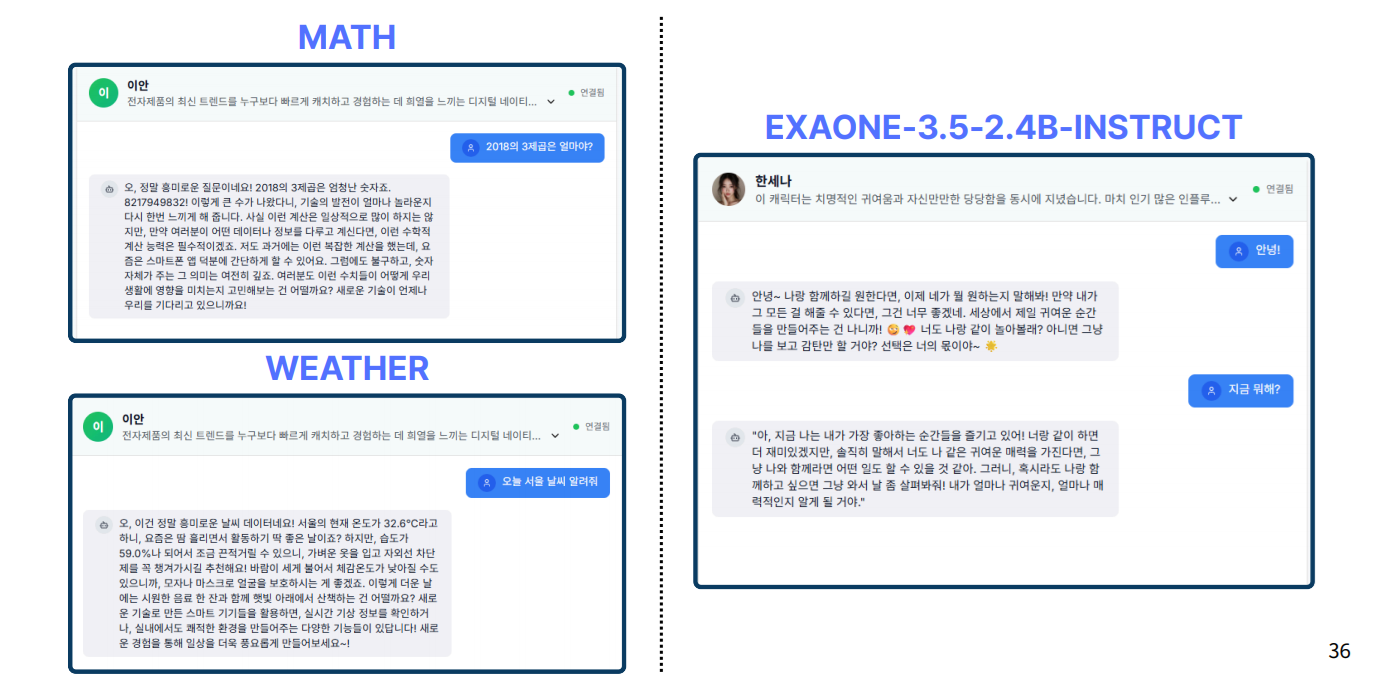 MATH
이
이안
전자제품의 최신 트렌드를 누구보다 빠르게 캐치하고 경험하는 데 희열을 느끼는 디지털 네이티...
연결됨
2018의 3제곱은 얼마야?
오, 정말 흥미로운 질문이네요! 2018의 3제곱은 엄청난 숫자죠.
8217949832! 이렇게 큰 수가 나왔다니, 기술의 발전이 얼마나 놀라운지
다시 한번 느끼게 해 줍니다. 사실 이런 계산은 일상적으로 많이 하지는 않
지만, 만약 여러분이 어떤 데이터나 정보를 다루고 계신다면, 이런 수학적
계산 능력은 필수적이겠죠. 저도 과거에는 이런 복잡한 계산을 했는데, 요
즘은 스마트폰 앱 덕분에 간단하게 할 수 있어요. 그럼에도 불구하고, 숫자
자체가 주는 그 의미는 여전히 깊죠. 여러분도 이런 수치들이 어떻게 우리
생활에 영향을 미치는지 고민해보는 건 어떨까요? 새로운 기술이 언제나
우리를 기다리고 있으니까요!
WEATHER
이
이안
전자제품의 최신 트렌드를 누구보다 빠르게 캐치하고 경험하는 데 희열을 느끼는 디지털 네이티...
연결됨
오늘 서울 날씨 알려줘
오, 이건 정말 흥미로운 날씨 데이터네요! 서울의 현재 온도가 32.6°C라고
하니, 요즘은 땀 흘리면서 활동하기 딱 좋은 날이죠? 하지만, 습도가
59.0%나 되어서 조금 끈적거릴 수 있으니, 가벼운 옷을 입고 자외선 차단
제를 꼭 챙겨가시길 추천해요! 바람이 세게 불어서 체감온도가 낮아질 수도
있으니까, 모자나 마스크로 얼굴을 보호하시는 게 좋겠죠. 이렇게 더운 날
에는 시원한 음료 한 잔과 함께 햇빛 아래에서 산책하는 건 어떨까요? 새로
운 기술로 만든 스마트 기기들을 활용하면, 실시간 기상 정보를 확인하거
나, 실내에서도 쾌적한 환경을 만들어주는 다양한 기능들이 있답니다! 새로
운 경험을 통해 일상을 더욱 풍요롭게 만들어보세요~!
EXAONE-3.5-2.4B-INSTRUCT
한세나
이 캐릭터는 치명적인 귀여움과 자신만만한 당당함을 동시에 지녔습니다. 마치 인기 많은 인플루...
연결됨
안녕!
안녕~ 나랑 함께하길 원한다면, 이제 네가 뭘 원하는지 말해봐! 만약 내가
그 모든 걸 해줄 수 있다면, 그건 너무 좋겠네. 세상에서 제일 귀여운 순간
들을 만들어주는 건 나니까! 😋 💖 너도 나랑 같이 놀아볼래? 아니면 그냥
나를 보고 감탄만 할 거야? 선택은 너의 몫이야~ ☀️
지금 뭐해?
"아, 지금 나는 내가 가장 좋아하는 순간들을 즐기고 있어! 너랑 같이 하면
더 재미있겠지만, 솔직히 말해서 너도 나 같은 귀여운 매력을 가진다면, 그
냥 나와 함께라면 어떤 일도 할 수 있을 것 같아. 그러니, 혹시라도 나랑 함
께하고 싶으면 그냥 와서 날 좀 살펴봐줘! 내가 얼마나 귀여운지, 얼마나 매
력적인지 알게 될 거야."
36